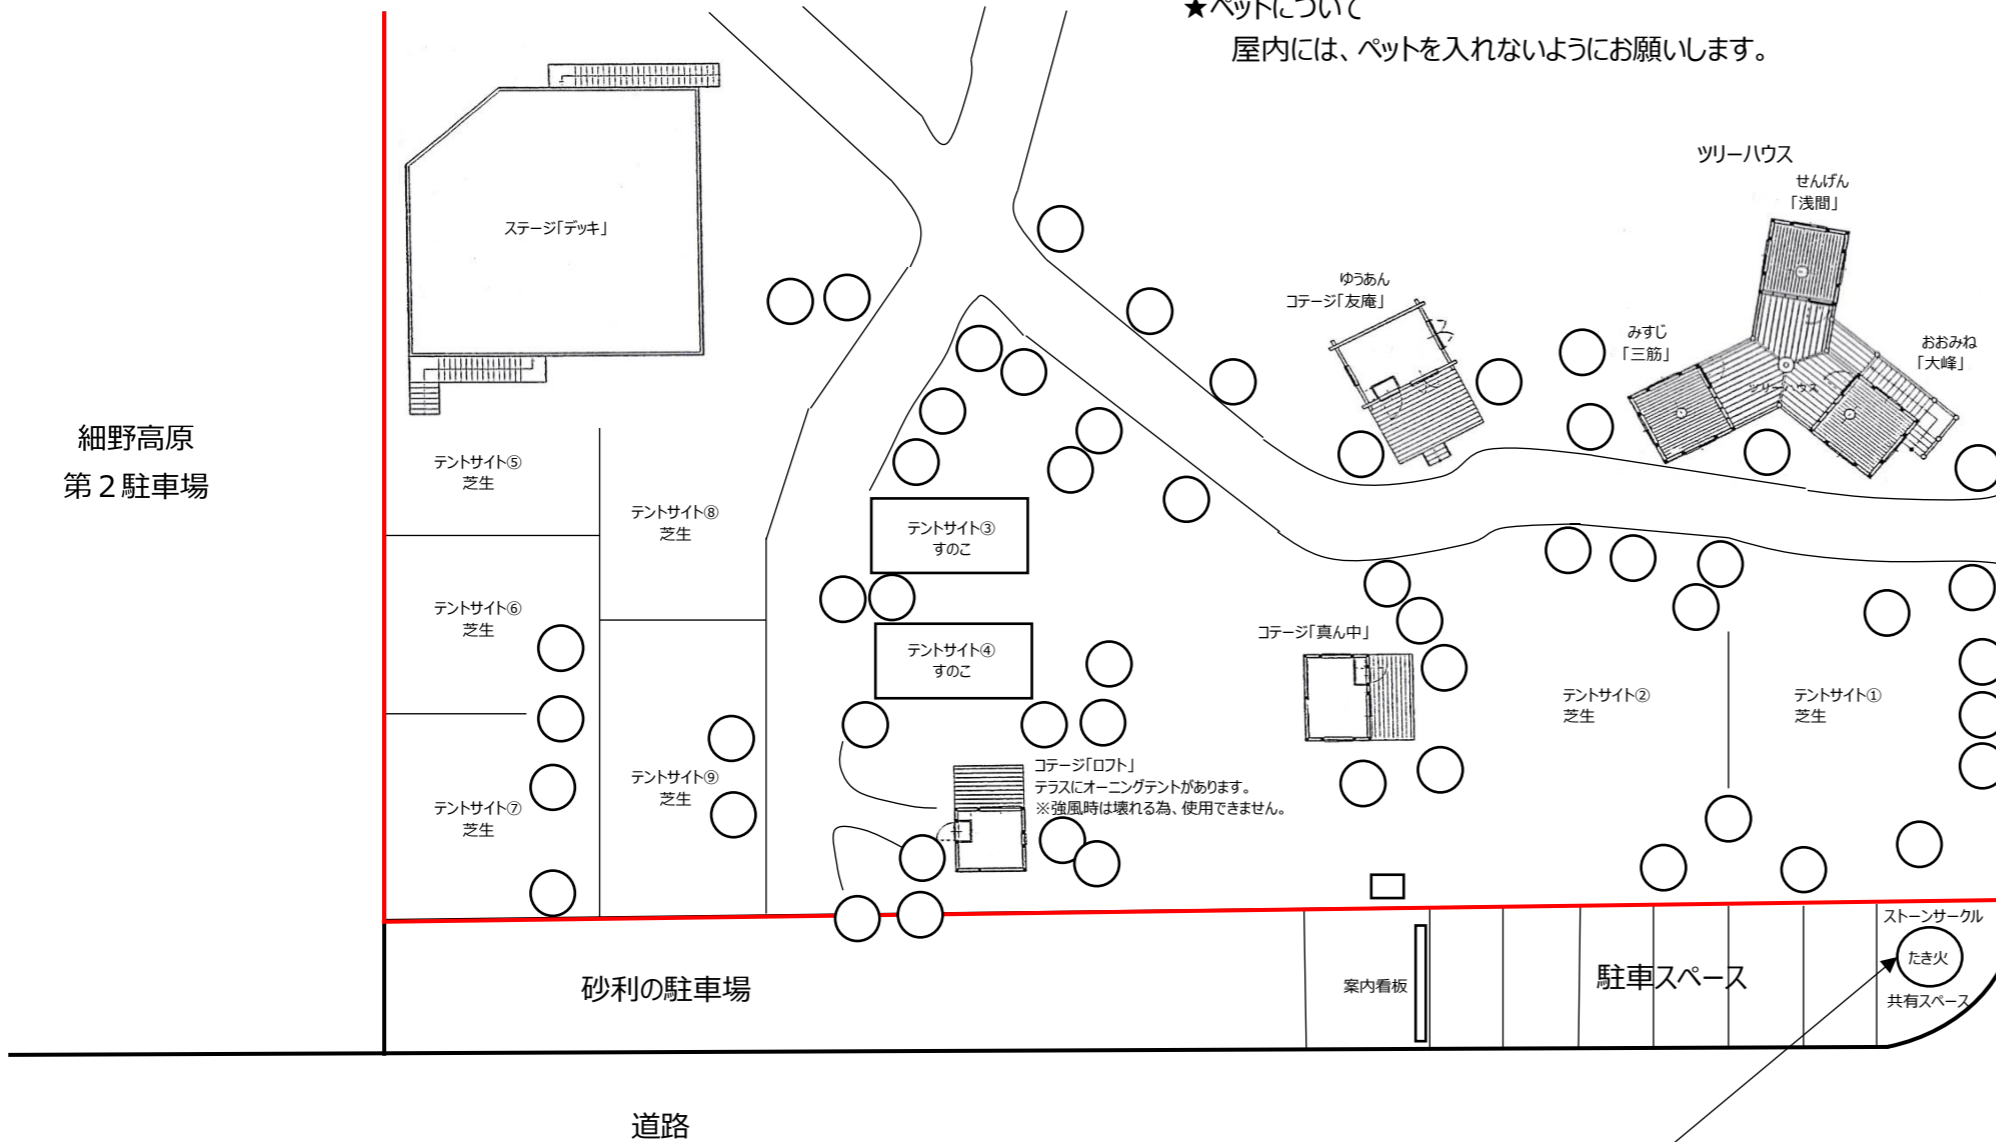 ★ペットについて
屋内には、ペットを入れないようにお願いします。
ツリーハウス
せんげん
「浅間」
ステージ「デッキ」
ゆうあん
コテージ「友庵」
みすじ
「三筋」
おおみね
「大峰」
ツリーハウス
細野高原
第2駐車場
テントサイト⑤
芝生
テントサイト⑧
芝生
テントサイト③
すのこ
テントサイト⑥
芝生
テントサイト④
すのこ
コテージ「真ん中」
テントサイト②
芝生
テントサイト①
芝生
コテージ「ロフト」
テラスにオーニングテントがあります。
※強風時は壊れる為、使用できません。
テントサイト⑨
芝生
テントサイト⑦
芝生
ストーンサークル
たき火
共有スペース
砂利の駐車場
案内看板
駐車スペース
道路